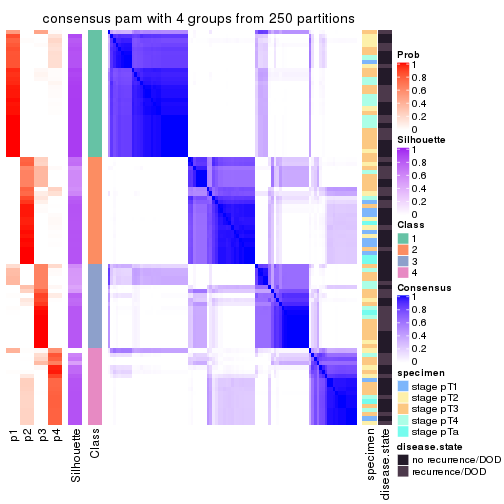 consensus pam with 4 groups from 250 partitions
Prob
1
0.8
0.6
0.4
0.2
0
Silhouette
1
0.8
0.6
0.4
0.2
0
Class
1
2
3
4
Consensus
1
0.8
0.6
0.4
0.2
0
specimen
stage pT1
stage pT2
stage pT3
stage pT4
stage pTa
disease.state
no recurrence/DOD
recurrence/DOD
p1
p2
p3
p4
Silhouette
Class
specimen
disease.state